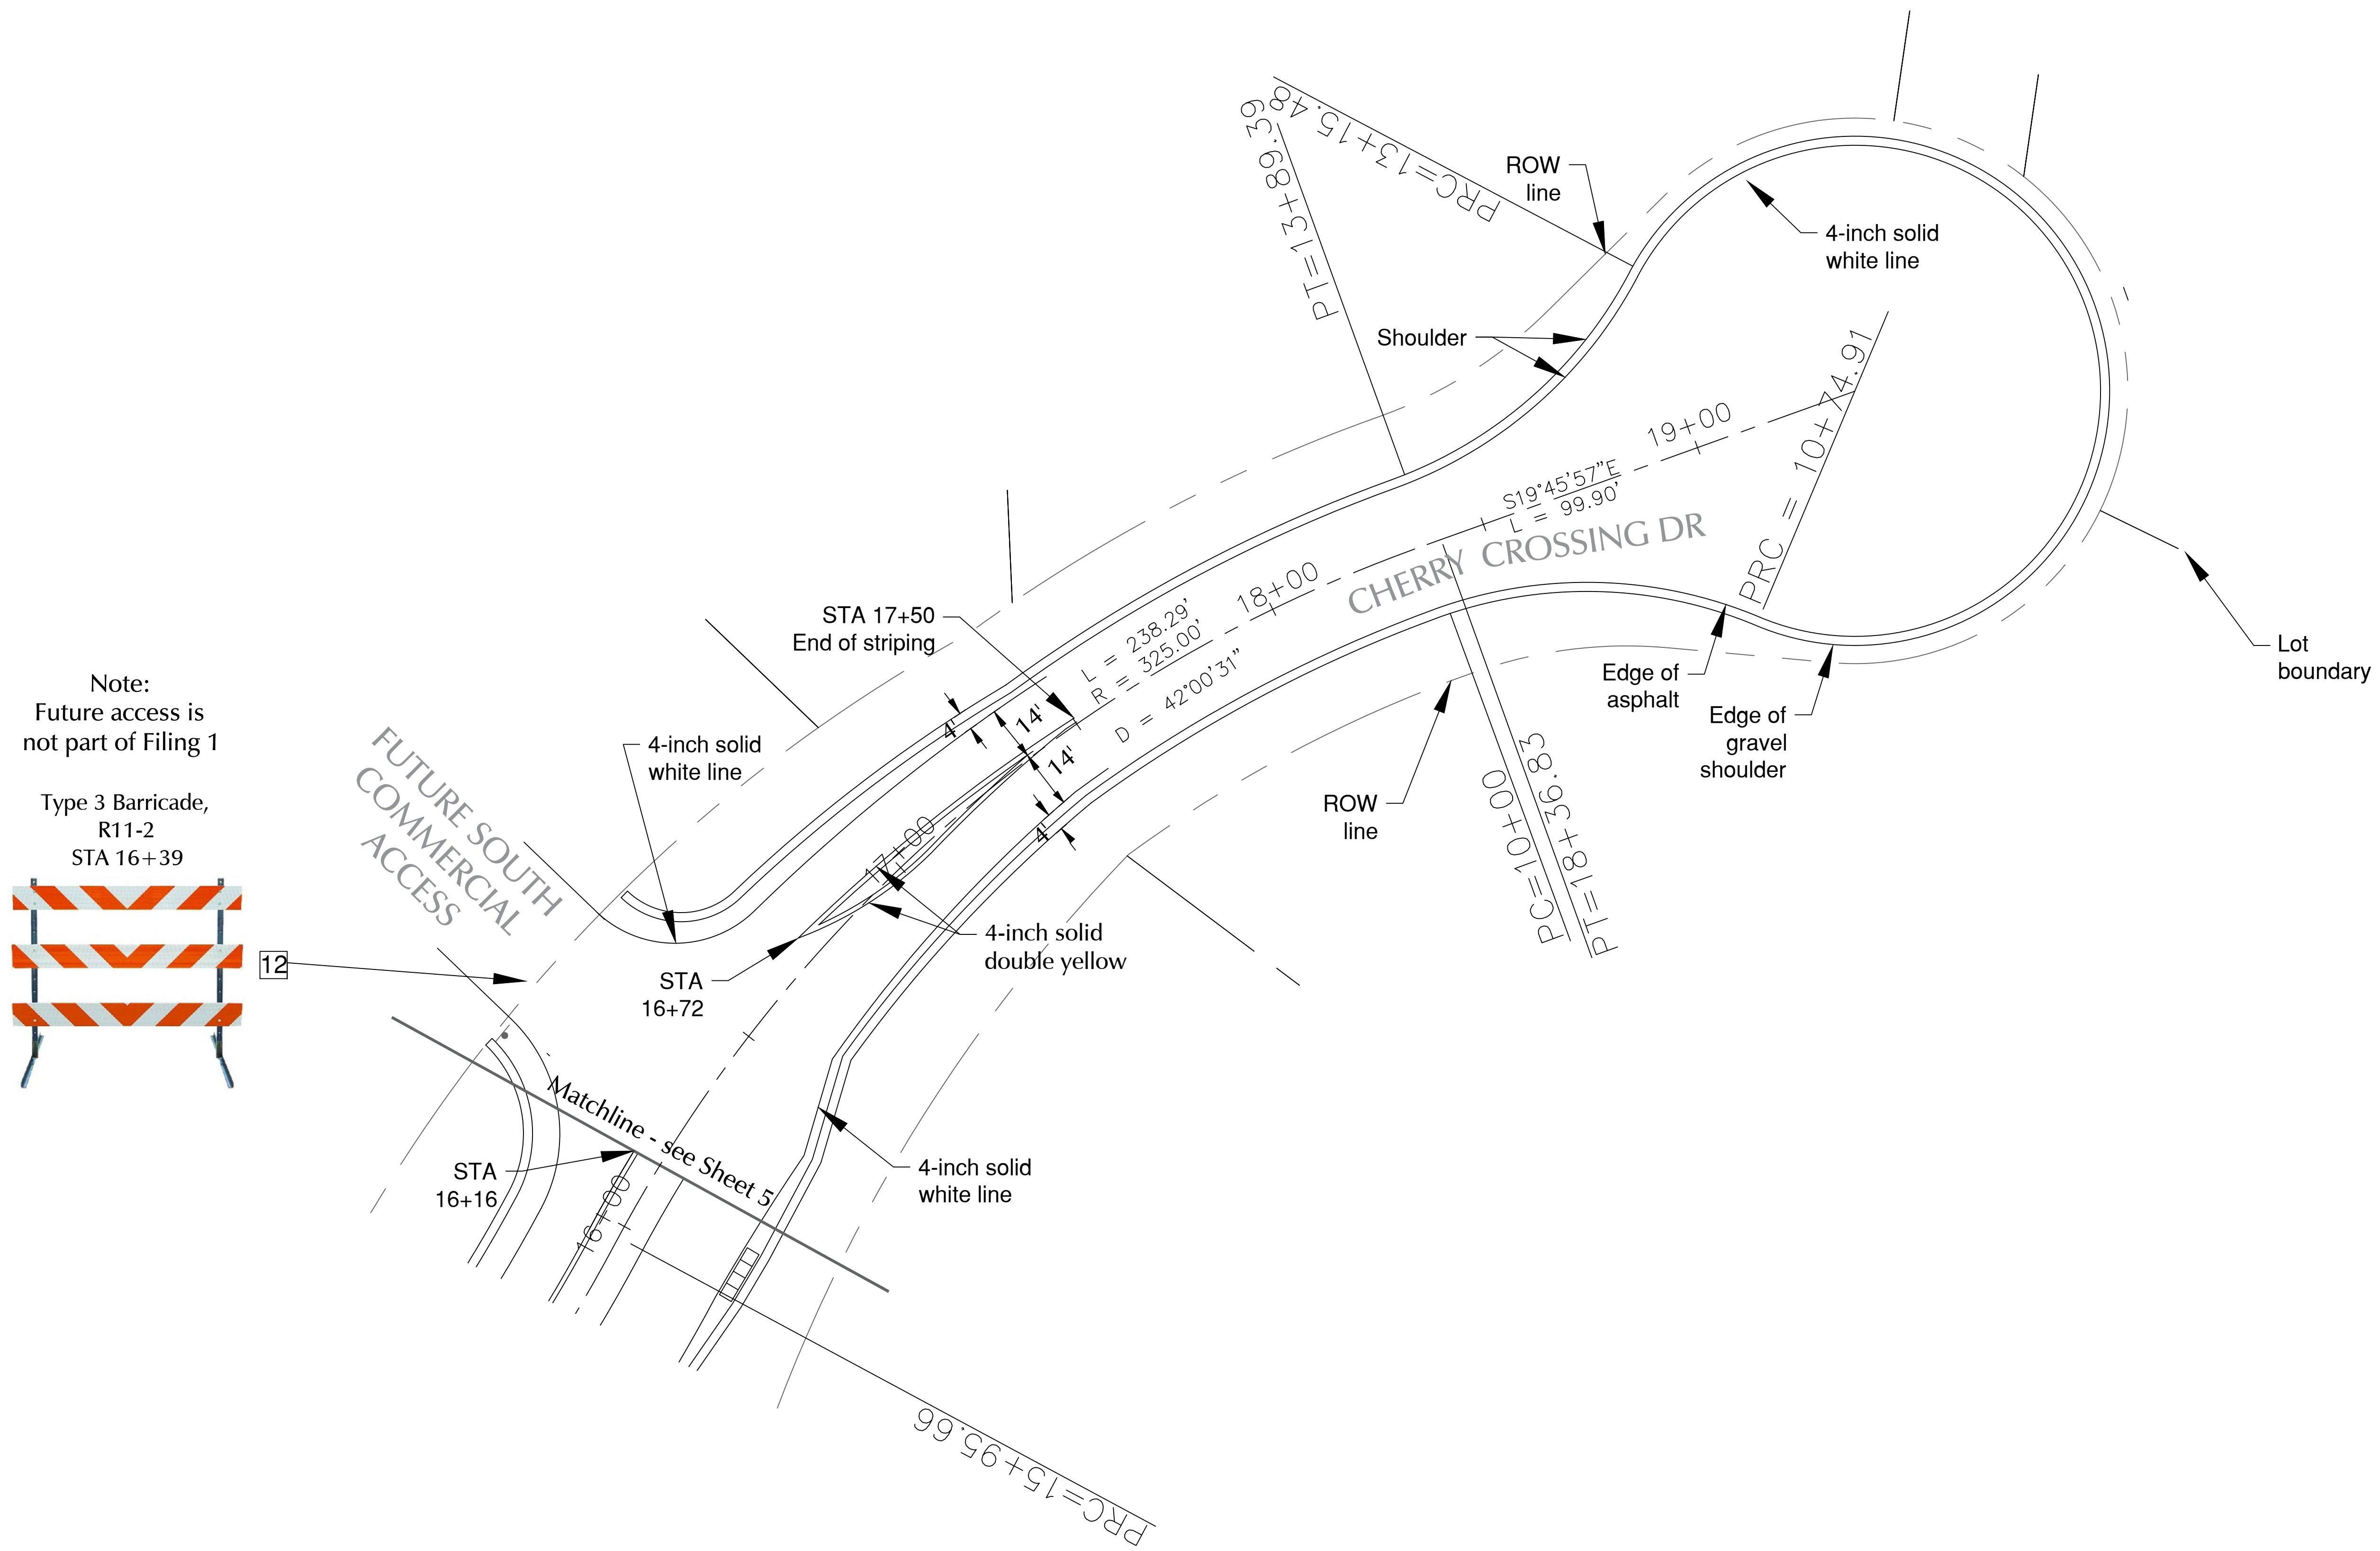 PRC=13+15.48
PT=13+89.39
ROW
line
4-inch solid
white line
Shoulder
PRC = 10+74.91
19+00
S19°45'57"E
L = 99.90'
CHERRY CROSSING DR
18+00
STA 17+50
End of striping
L = 238.29'
R = 325.00'
D = 42°00'31"
Lot
boundary
Edge of
asphalt
Edge of
gravel
shoulder
ROW
line
PC=10+00
PT=18+36.83
4'
14'
14'
4'
Note:
Future access is
not part of Filing 1
Type 3 Barricade,
R11-2
STA 16+39
12
FUTURE SOUTH
COMMERCIAL
ACCESS
4-inch solid
white line
17+00
4-inch solid
double yellow
STA
16+72
Matchline - see Sheet 5
STA
16+16
16+00
4-inch solid
white line
PRC=15+95.66